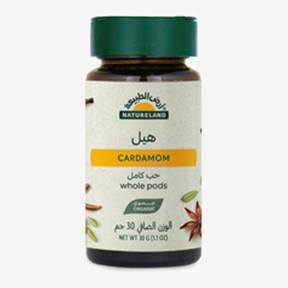 أرض الطبيعة
NATURELAND
هيل
CARDAMOM
حب كامل
whole pods
عضوي
ORGANIC
الوزن الصافي 30 جم
NET WT 30 G (1.1 OZ)